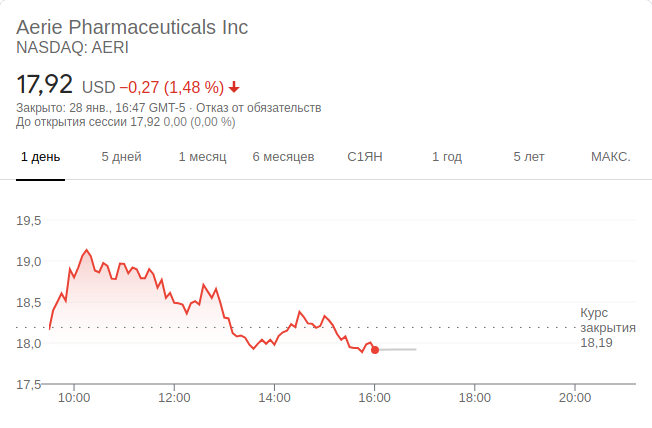 Aerie Pharmaceuticals Inc
NASDAQ: AERI
17,92 USD −0,27 (1,48 %)
Закрыто: 28 янв., 16:47 GMT-5 · Отказ от обязательств
До открытия сессии 17,92 0,00 (0,00 %)
1 день 5 дней 1 месяц 6 месяцев С1ЯН 1 год 5 лет МАКС.
19,5
19,0
18,5
Курс
закрытия
18,19
18,0
17,5
10:00 12:00 14:00 16:00 18:00 20:00